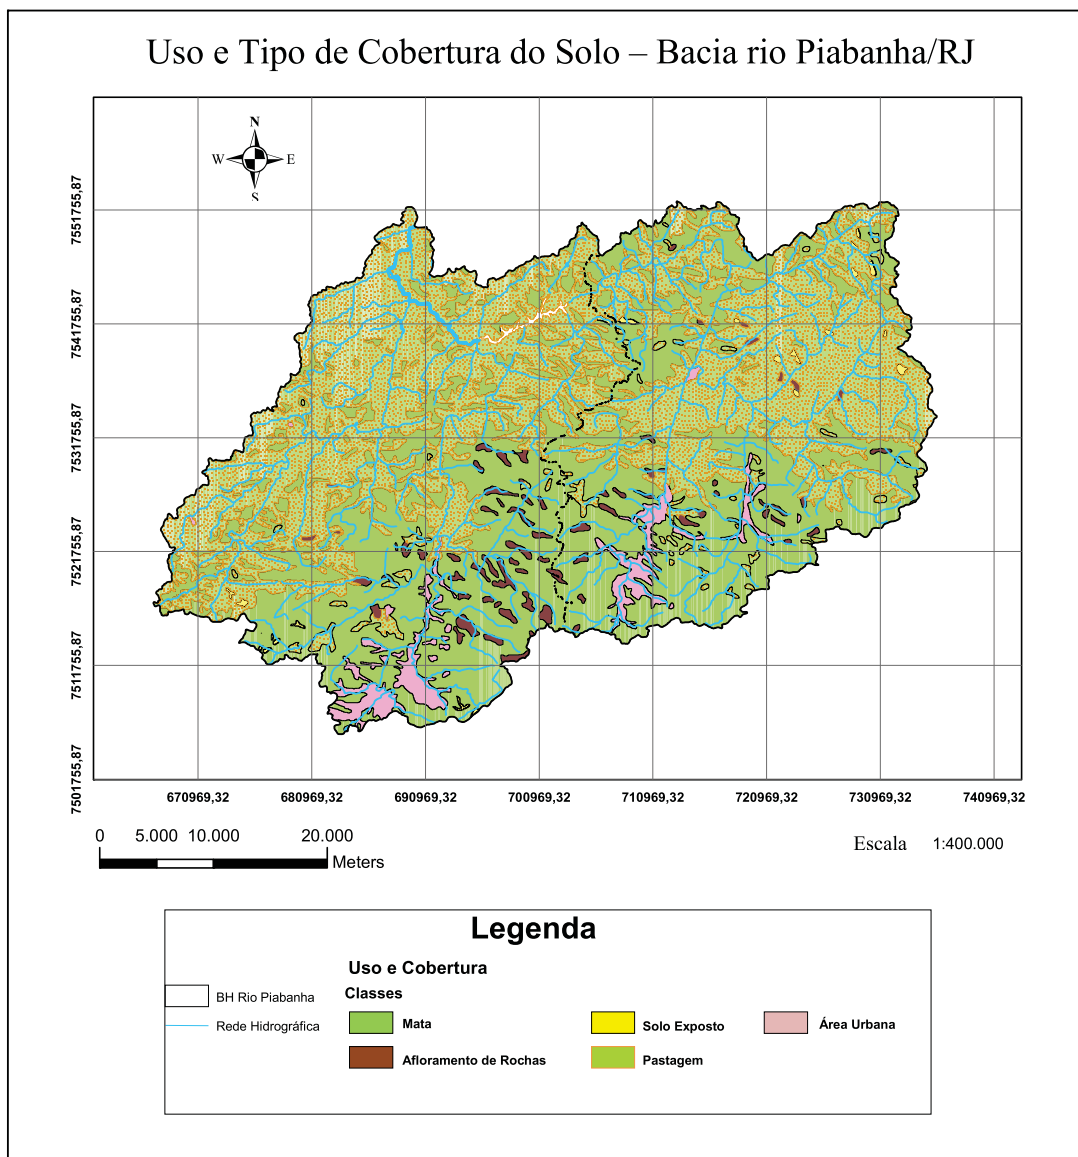 Uso e Tipo de Cobertura do Solo – Bacia rio Piabanha/RJ
N
W E
S
7551755,87
7541755,87
7531755,87
7521755,87
7511755,87
7501755,87
670969,32 680969,32 690969,32 700969,32 710969,32 720969,32 730969,32 740969,32
0 5.000 10.000 20.000
Meters
Escala 1:400.000
Legenda
Uso e Cobertura
Classes
BH Rio Piabanha
Rede Hidrográfica
Mata
Solo Exposto
Área Urbana
Afloramento de Rochas
Pastagem